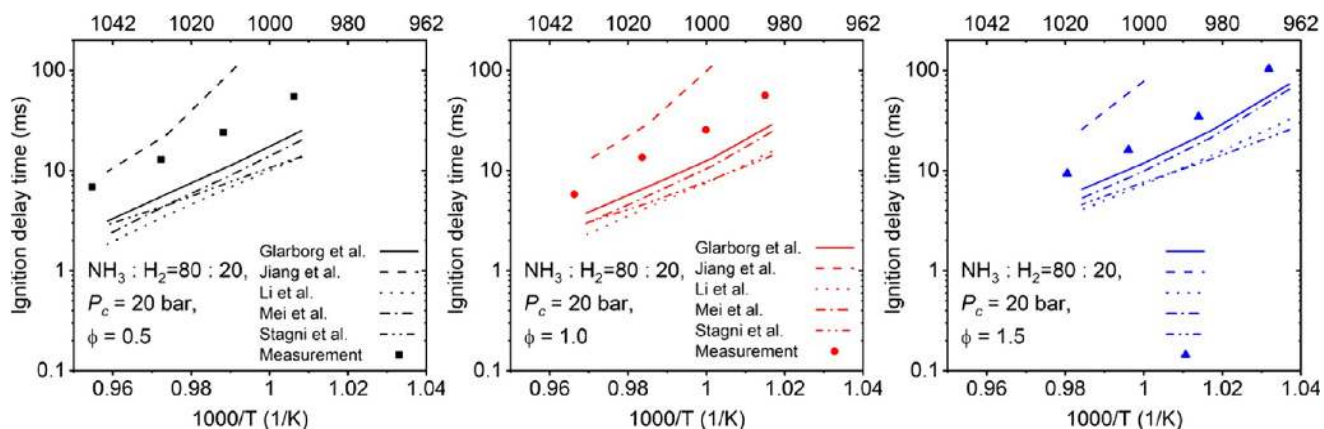 1042 1020 1000 980 962
100
10
1
0.1
Ignition delay time (ms)
Glarborg et al.
Jiang et al.
Li et al.
Mei et al.
Stagni et al.
Measurement
NH3 : H2=80 : 20,
Pc = 20 bar,
ϕ = 0.5
0.96 0.98 1 1.02 1.04
1000/T (1/K)
1042 1020 1000 980 962
100
10
1
0.1
Ignition delay time (ms)
Glarborg et al.
Jiang et al.
Li et al.
Mei et al.
Stagni et al.
Measurement
NH3 : H2=80 : 20,
Pc = 20 bar,
ϕ = 1.0
0.96 0.98 1 1.02 1.04
1000/T (1/K)
1042 1020 1000 980 962
100
10
1
0.1
Ignition delay time (ms)
NH3 : H2=80 : 20,
Pc = 20 bar,
ϕ = 1.5
0.96 0.98 1 1.02 1.04
1000/T (1/K)